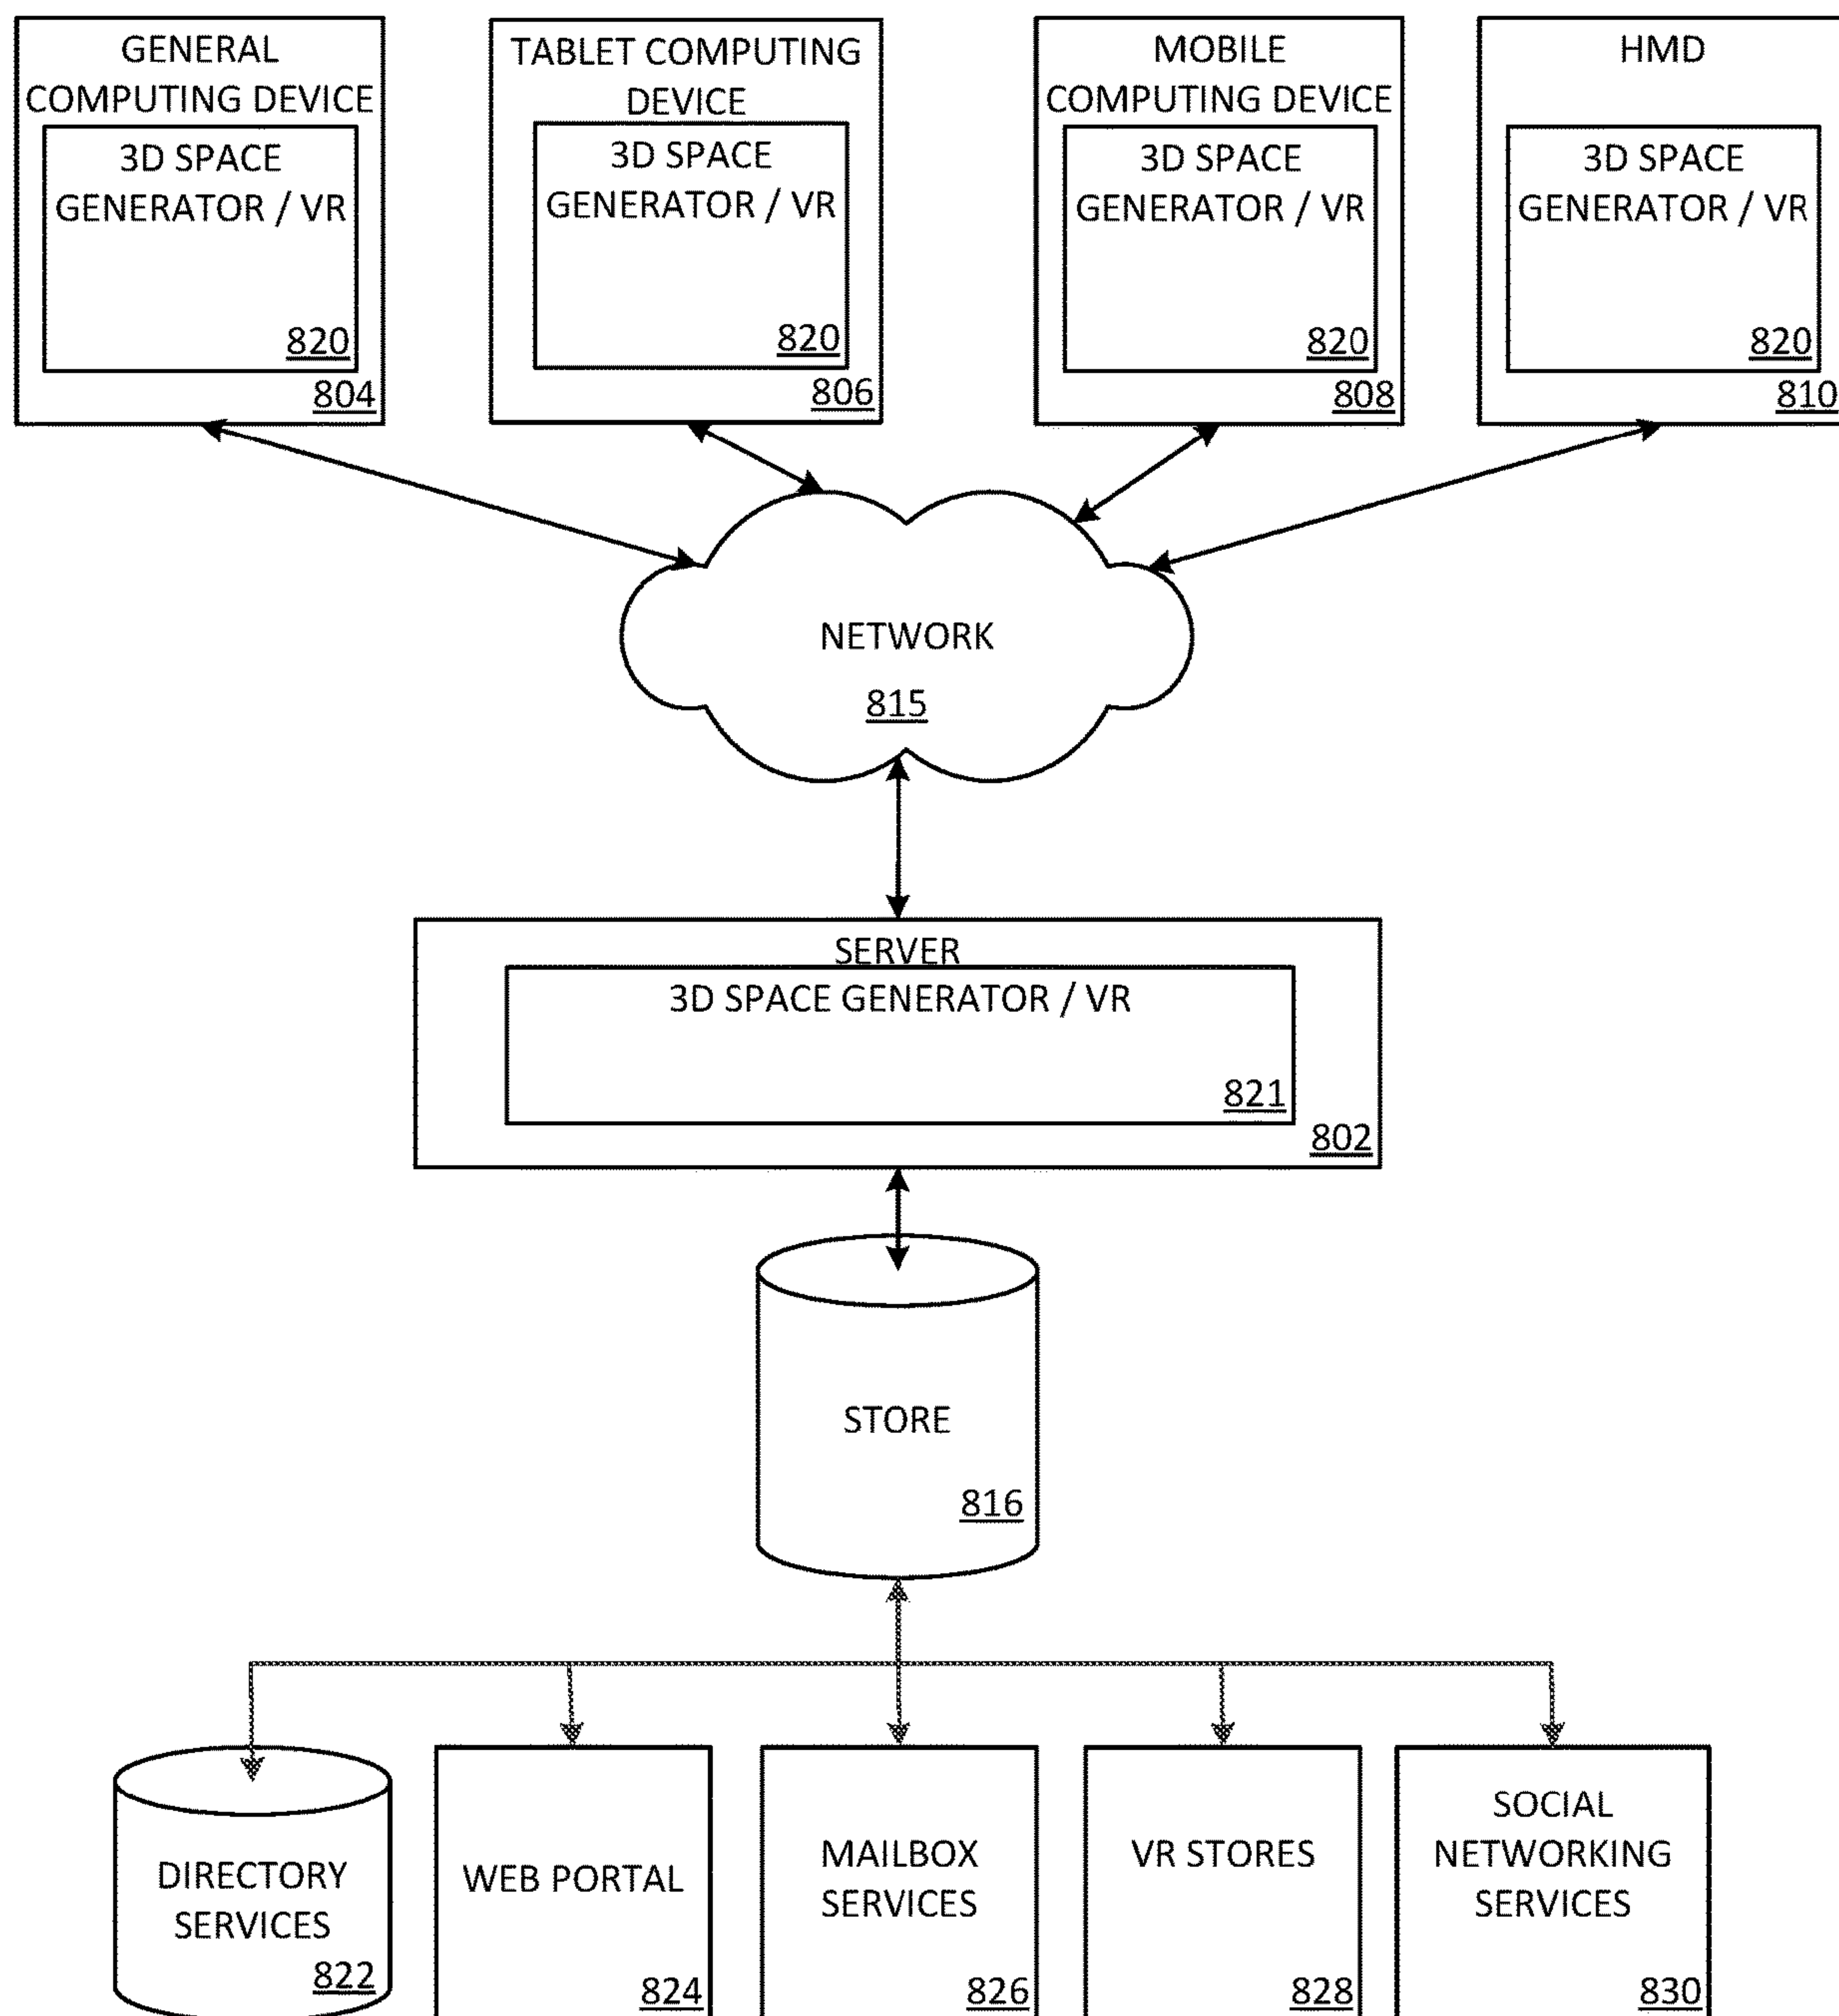 GENERAL
COMPUTING DEVICE
3D SPACE
GENERATOR / VR
820
804
TABLET COMPUTING
DEVICE
3D SPACE
GENERATOR / VR
820
806
MOBILE
COMPUTING DEVICE
3D SPACE
GENERATOR / VR
820
808
HMD
3D SPACE
GENERATOR / VR
820
810
NETWORK
815
SERVER
3D SPACE GENERATOR / VR
821
802
STORE
816
DIRECTORY
SERVICES
822
WEB PORTAL
824
MAILBOX
SERVICES
826
VR STORES
828
SOCIAL
NETWORKING
SERVICES
830